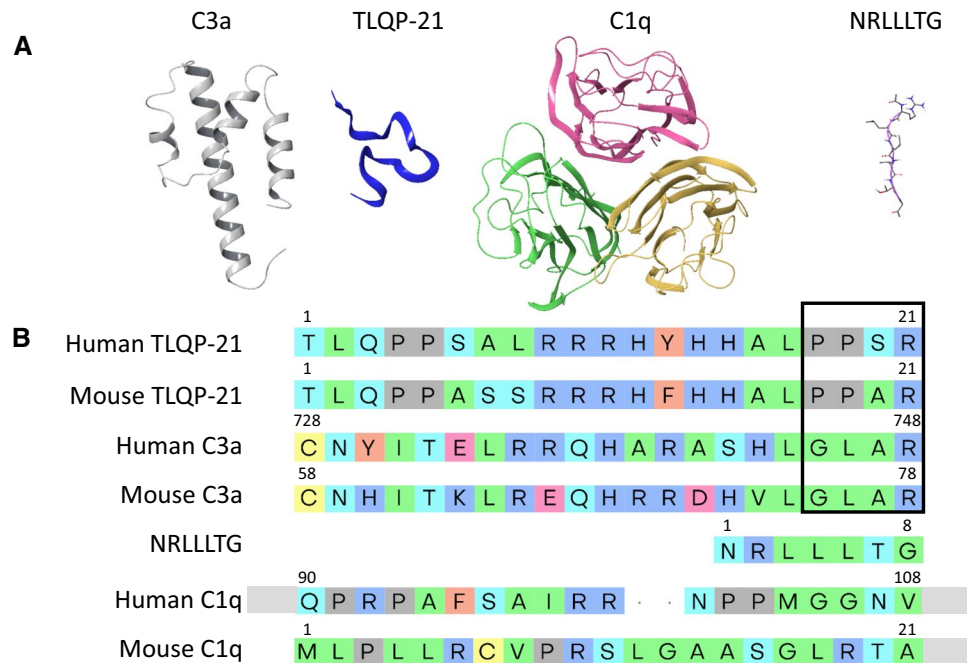 C3a TLQP-21 C1q NRLLLTG
A
B
1 21
Human TLQP-21 T L Q P P S A L R R R H Y H H A L P P S R
1 21
Mouse TLQP-21 T L Q P P A S S R R R H F H H A L P P A R
728 748
Human C3a C N Y I T E L R R Q H A R A S H L G L A R
58 78
Mouse C3a C N H I T K L R E Q H R R D H V L G L A R
1 8
NRLLLTG N R L L L T G
90 108
Human C1q Q P R P A F S A I R R · · N P P M G G N V
1 21
Mouse C1q M L P L L R C V P R S L G A A S G L R T A